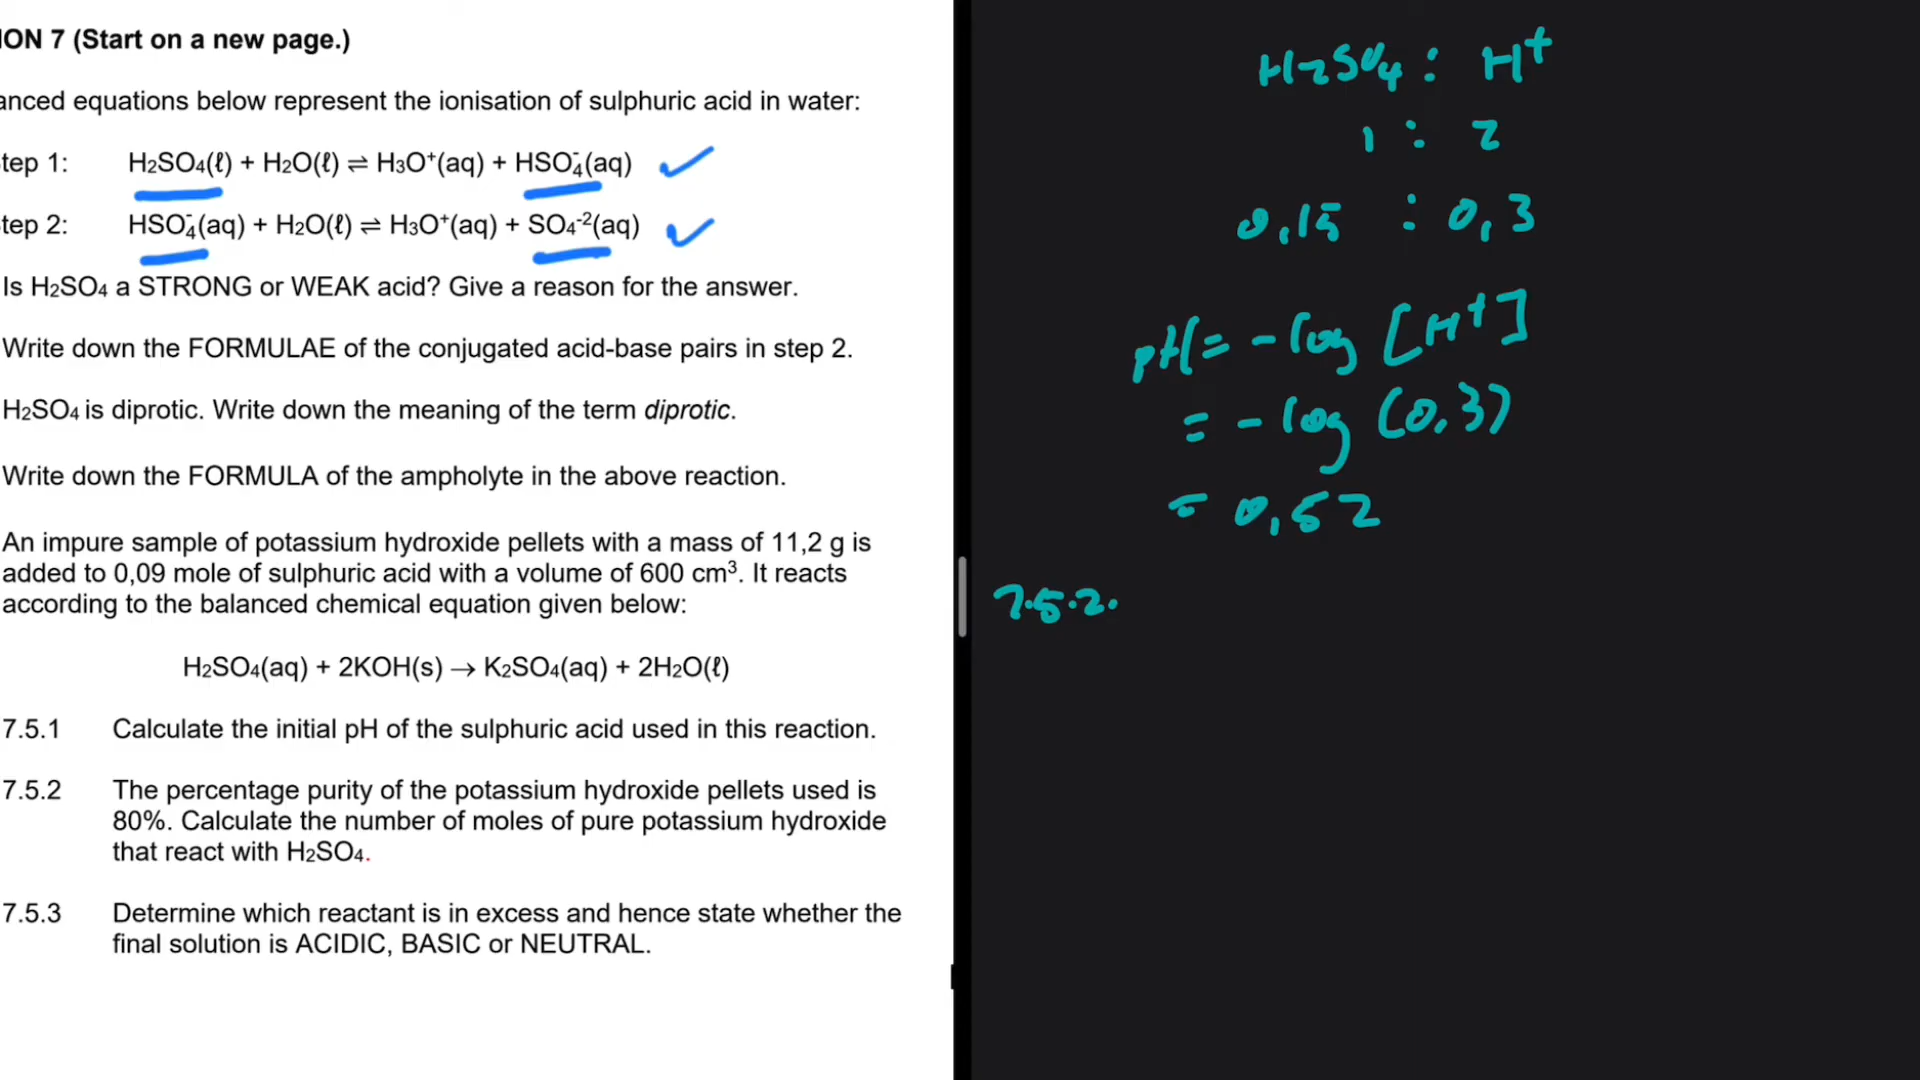 ION 7 (Start on a new page.)
anced equations below represent the ionisation of sulphuric acid in water:
tep 1: H₂SO₄(ℓ) + H₂O(ℓ) ⇌ H₃O⁺(aq) + HSO₄⁻(aq)
tep 2: HSO₄⁻(aq) + H₂O(ℓ) ⇌ H₃O⁺(aq) + SO₄⁻²(aq)
Is H₂SO₄ a STRONG or WEAK acid? Give a reason for the answer.
Write down the FORMULAE of the conjugated acid-base pairs in step 2.
H₂SO₄ is diprotic. Write down the meaning of the term diprotic.
Write down the FORMULA of the ampholyte in the above reaction.
An impure sample of potassium hydroxide pellets with a mass of 11,2 g is
added to 0,09 mole of sulphuric acid with a volume of 600 cm³. It reacts
according to the balanced chemical equation given below:
H₂SO₄(aq) + 2KOH(s) → K₂SO₄(aq) + 2H₂O(ℓ)
7.5.1 Calculate the initial pH of the sulphuric acid used in this reaction.
7.5.2 The percentage purity of the potassium hydroxide pellets used is
80%. Calculate the number of moles of pure potassium hydroxide
that react with H₂SO₄.
7.5.3 Determine which reactant is in excess and hence state whether the
final solution is ACIDIC, BASIC or NEUTRAL.
H₂SO₄ : H⁺
1 : 2
0,15 : 0,3
pH = -log [H⁺]
= -log (0,3)
= 0,52
7.5.2.